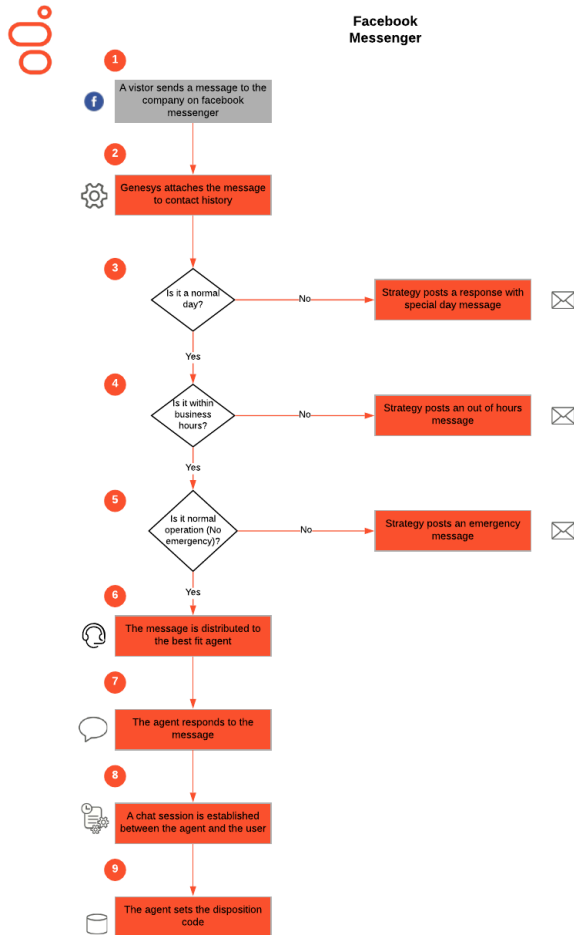 Facebook
Messenger
1
A vistor sends a message to the
company on facebook
messenger
f
2
Genesys attaches the message
to contact history
3
Is it a normal
day?
No
Strategy posts a response with
special day message
Yes
4
Is it within
business
hours?
No
Strategy posts an out of hours
message
Yes
5
Is it normal
operation (No
emergency)?
No
Strategy posts an emergency
message
Yes
6
The message is distributed to
the best fit agent
7
The agent responds to the
message
8
A chat session is established
between the agent and the user
9
The agent sets the disposition
code